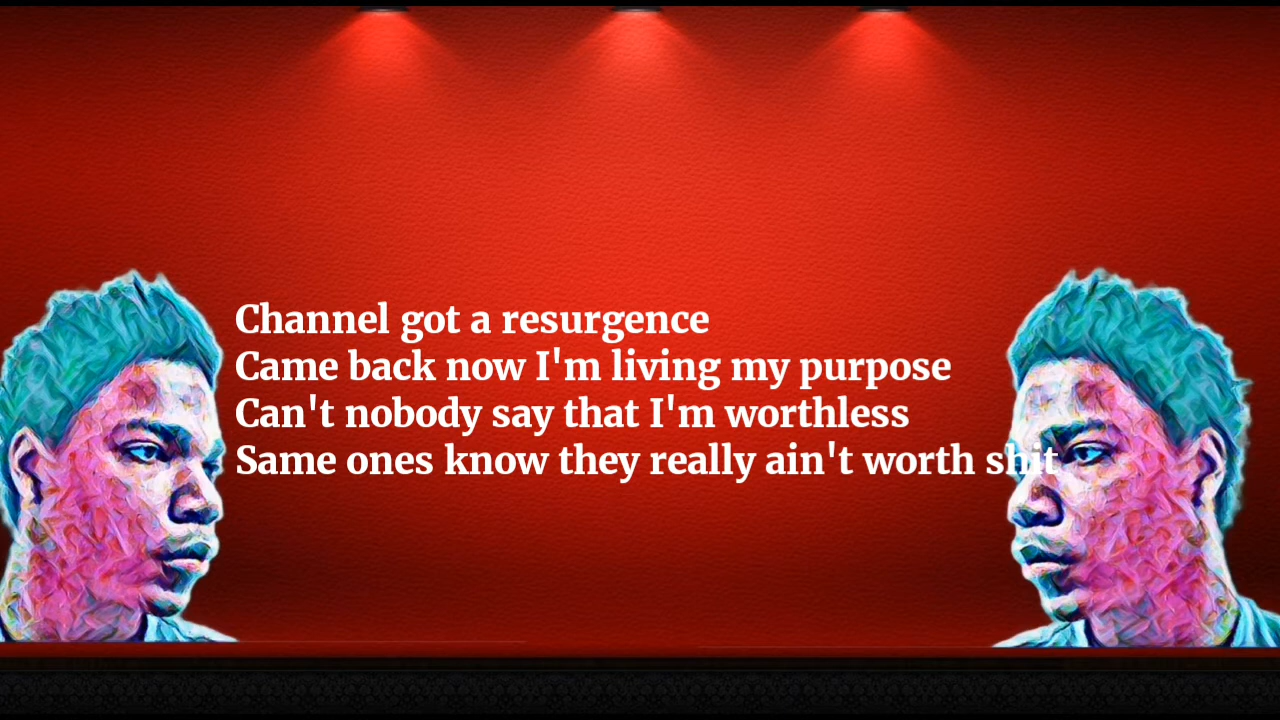 Channel got a resurgence
Came back now I'm living my purpose
Can't nobody say that I'm worthless
Same ones know they really ain't worth shit